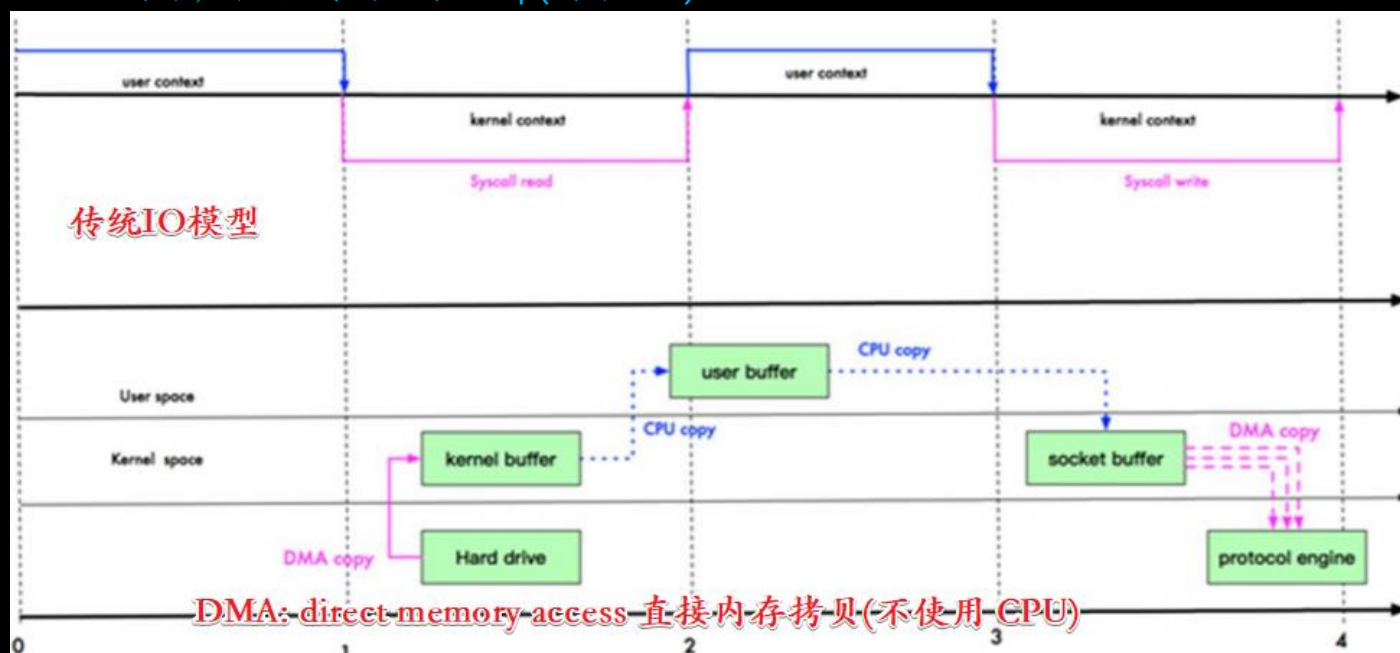 user context
user context
kernel context
kernel context
Syscall read
Syscall write
传统IO模型
CPU copy
user buffer
User space
CPU copy
DMA copy
Kernel space
kernel buffer
socket buffer
DMA copy
Hard drive
protocol engine
DMA: direct memory access 直接内存拷贝(不使用 CPU)
0
1
2
3
4